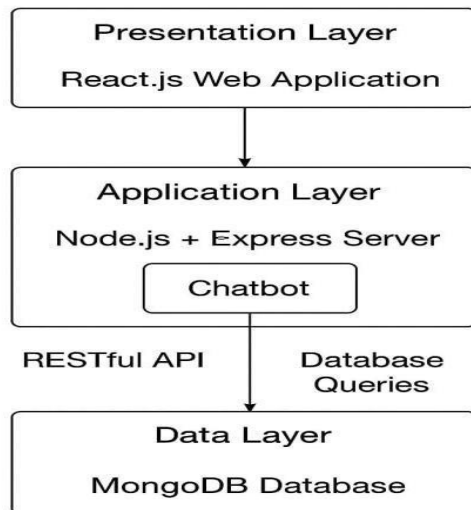 Presentation Layer
React.js Web Application
Application Layer
Node.js + Express Server
Chatbot
RESTful API
Database
Queries
Data Layer
MongoDB Database